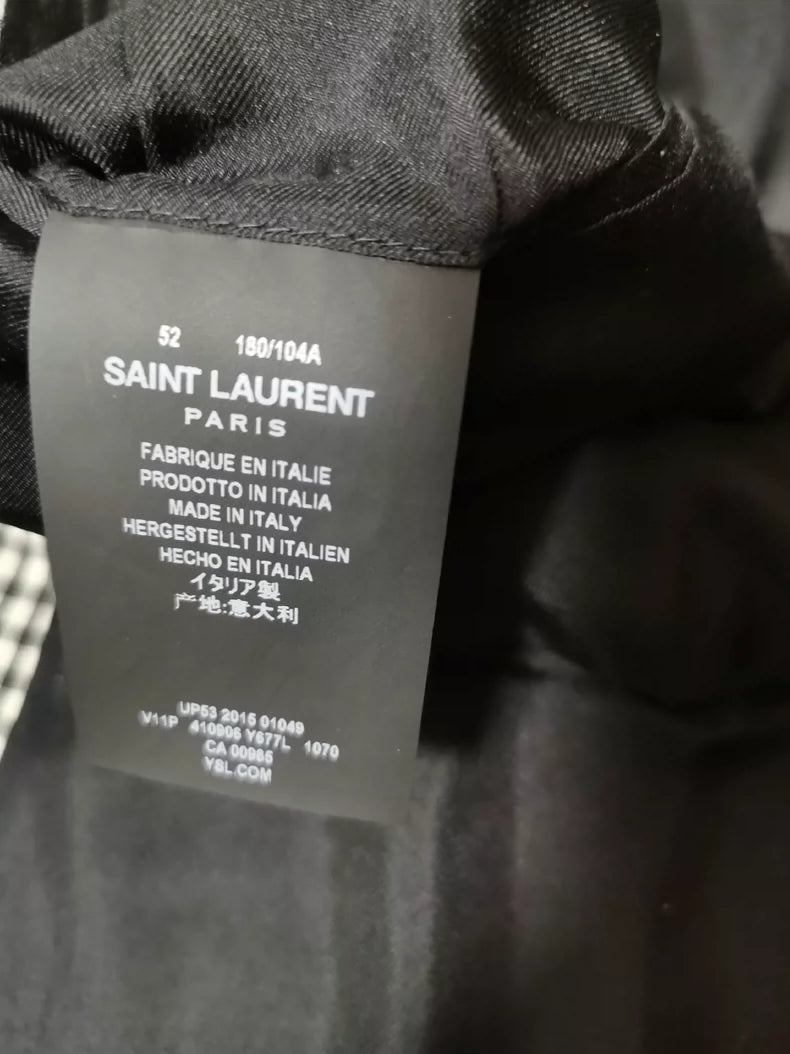 52 180/104A
SAINT LAURENT
PARIS
FABRIQUE EN ITALIE
PRODOTTO IN ITALIA
MADE IN ITALY
HERGESTELLT IN ITALIEN
HECHO EN ITALIA
イタリア製
产地:意大利
UP53 2015 01049
V11P 410906 Y677L 1070
CA 00985
YSL.COM